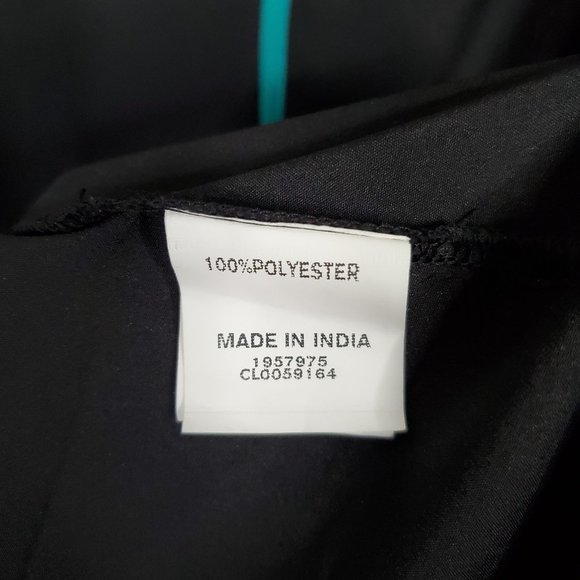 100%POLYESTER
MADE IN INDIA
1957975
CL0059164